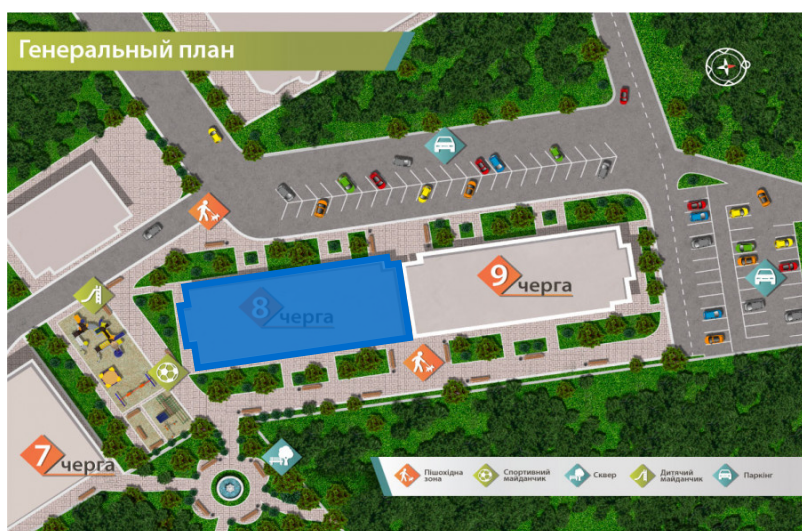 Генеральный план
9 черга
8 черга
7 черга
Пішохідна
зона
Спортивний
майданчик
Сквер
Дитячий
майданчик
Паркінг